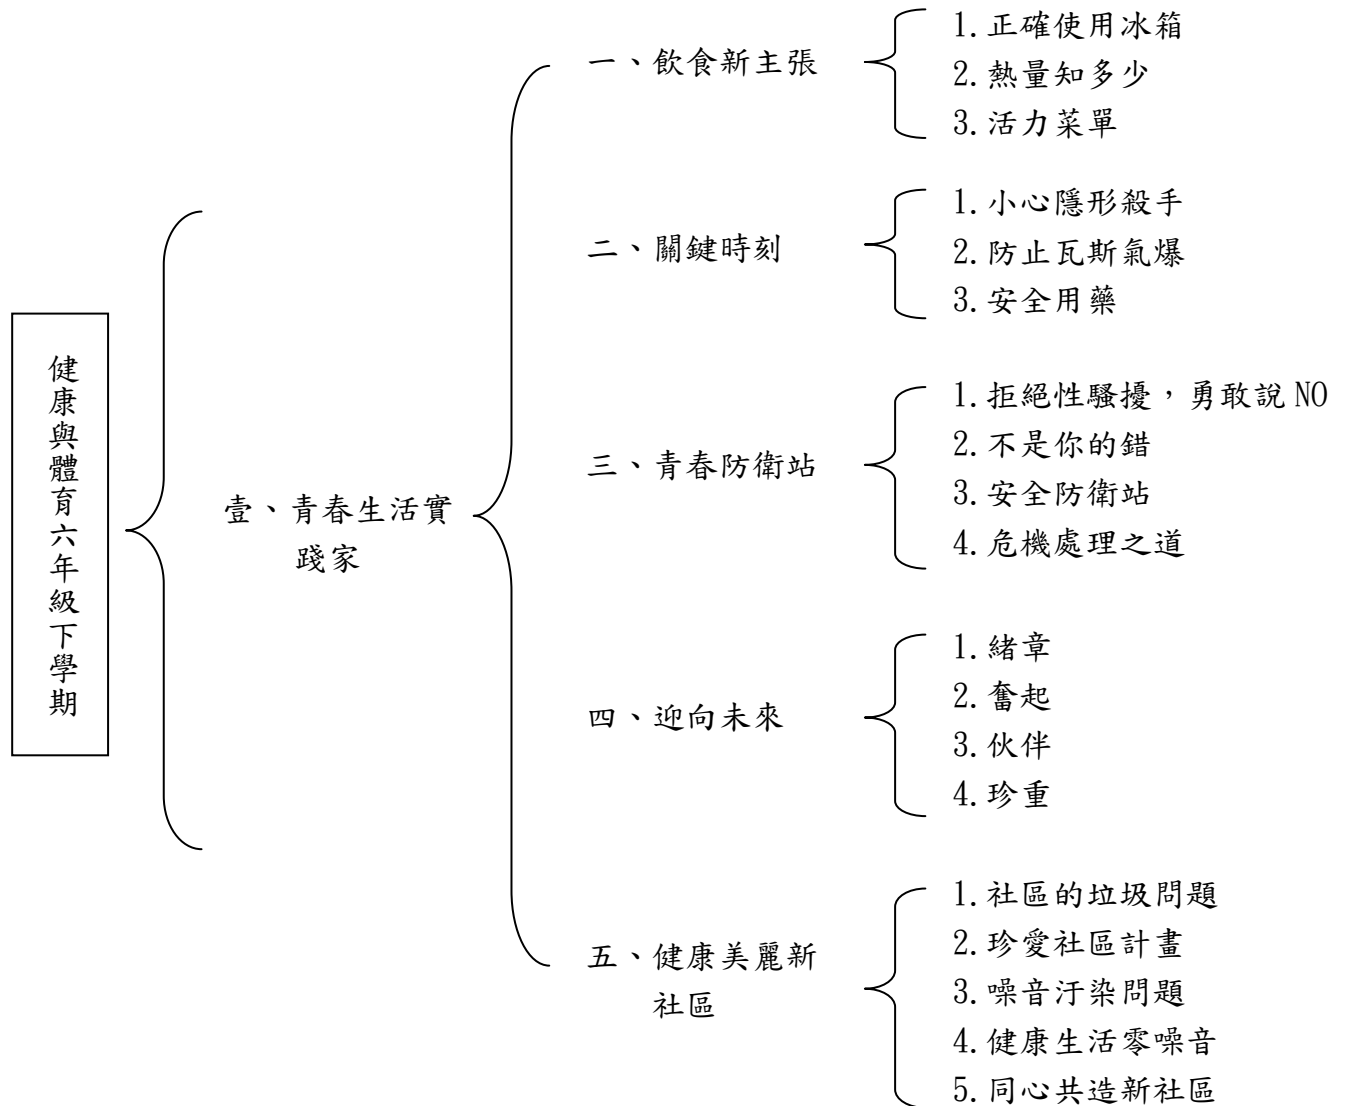 健康與體育六年級下學期
壹、青春生活實
踐家
一、飲食新主張
1.正確使用冰箱
2.熱量知多少
3.活力菜單
二、關鍵時刻
1.小心隱形殺手
2.防止瓦斯氣爆
3.安全用藥
三、青春防衛站
1.拒絕性騷擾，勇敢說 NO
2.不是你的錯
3.安全防衛站
4.危機處理之道
四、迎向未來
1.緒章
2.奮起
3.伙伴
4.珍重
五、健康美麗新
社區
1.社區的垃圾問題
2.珍愛社區計畫
3.噪音汙染問題
4.健康生活零噪音
5.同心共造新社區